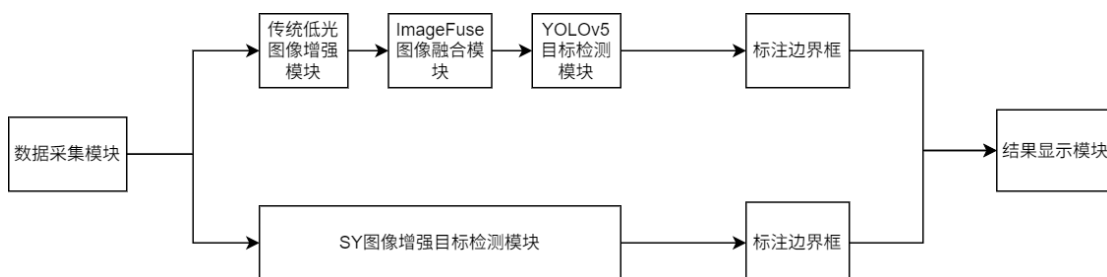 数据采集模块
传统低光
图像增强
模块
ImageFuse
图像融合模
块
YOLOv5
目标检测
模块
标注边界框
SY图像增强目标检测模块
标注边界框
结果显示模块